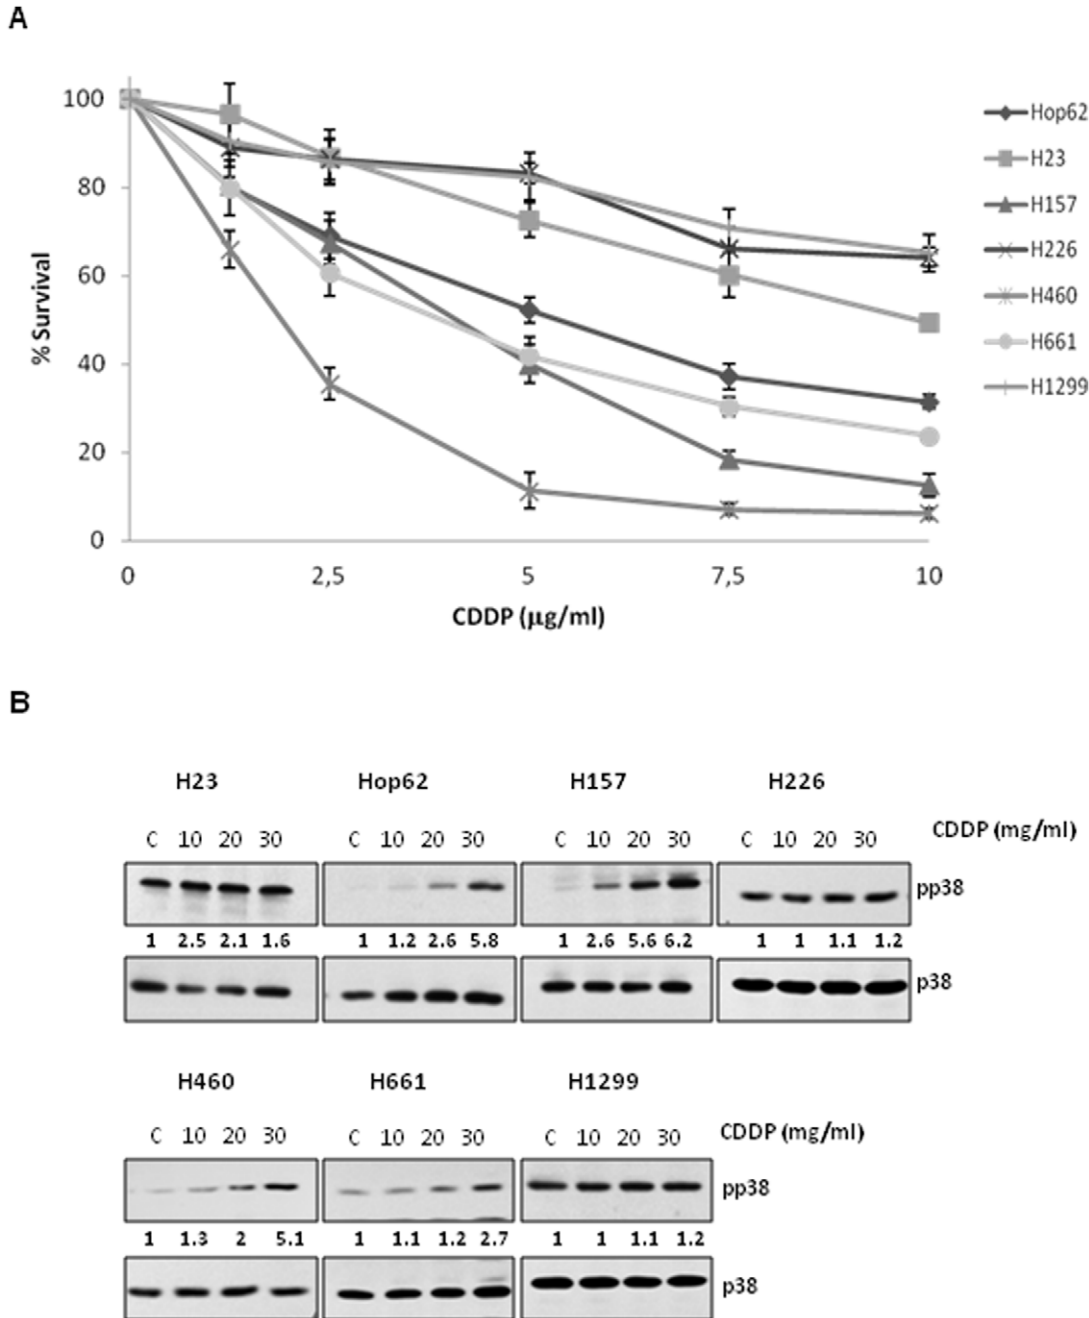 A
100
80
60
40
20
0
% Survival
0 2,5 5 7,5 10
CDDP (µg/ml)
Hop62
H23
H157
H226
H460
H661
H1299
B
H23 Hop62 H157 H226
C 10 20 30 C 10 20 30 C 10 20 30 C 10 20 30 CDDP (mg/ml)
pp38
1 2.5 2.1 1.6 1 1.2 2.6 5.8 1 2.6 5.6 6.2 1 1 1.1 1.2
p38
H460 H661 H1299
C 10 20 30 C 10 20 30 C 10 20 30 CDDP (mg/ml)
pp38
1 1.3 2 5.1 1 1.1 1.2 2.7 1 1 1.1 1.2
p38